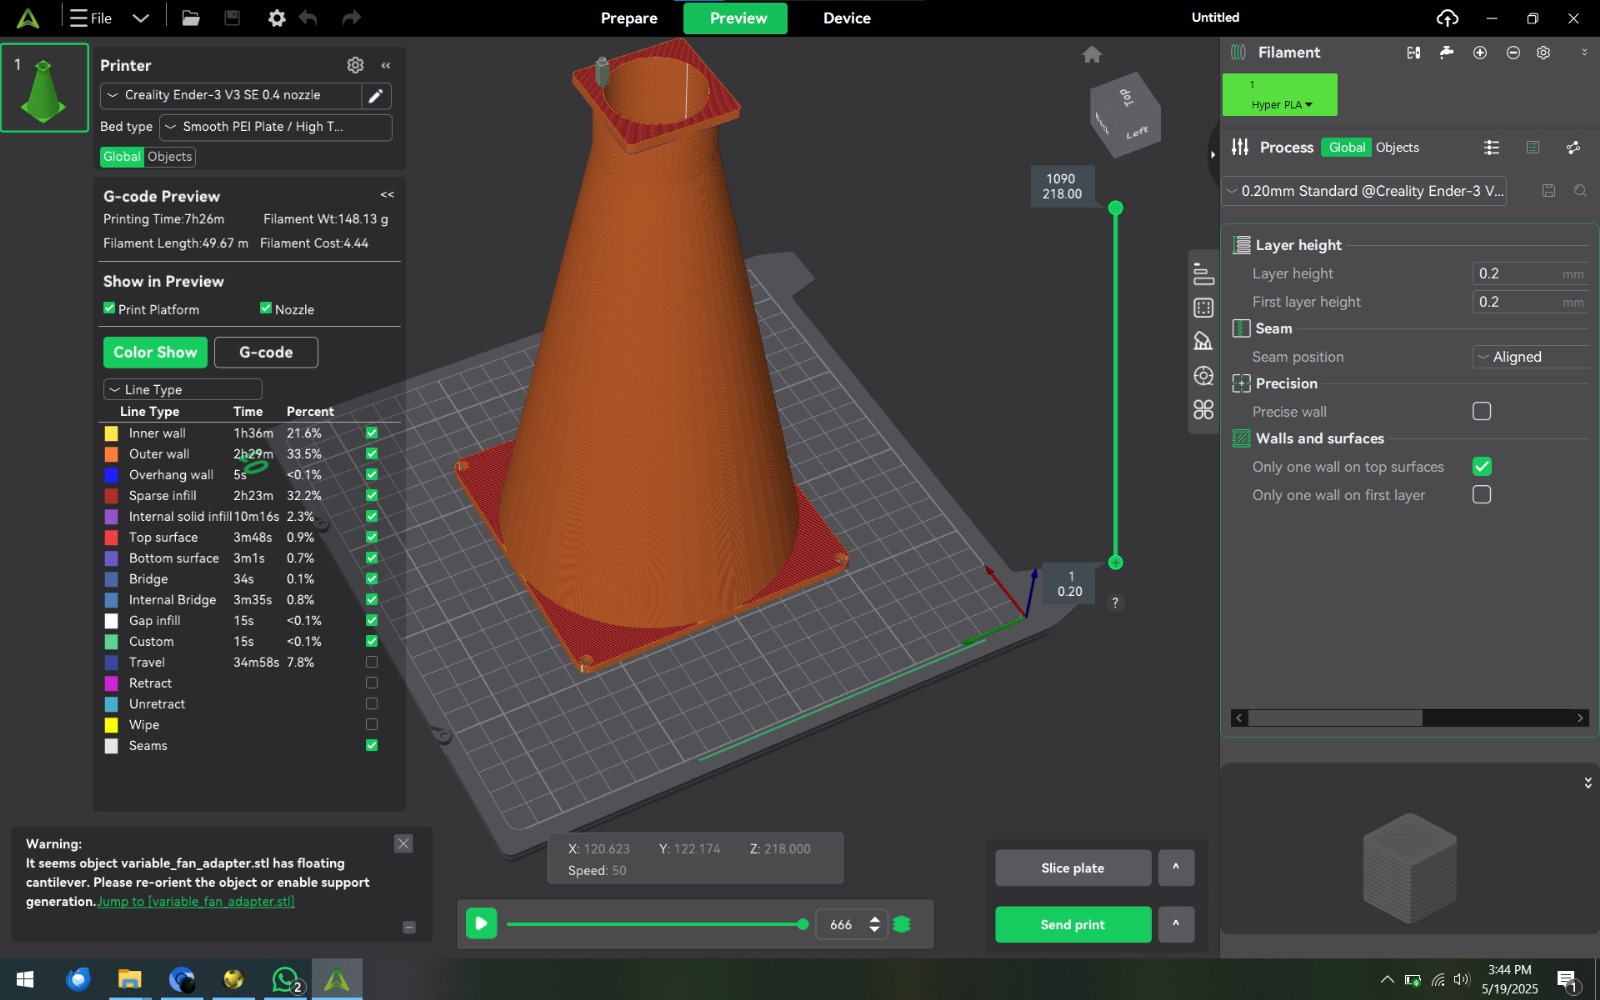 File
Prepare
Preview
Device
Untitled
1
Printer
Creality Ender-3 V3 SE 0.4 nozzle
Bed type
Smooth PEI Plate / High T...
Global
Objects
G-code Preview
<<
Printing Time:7h26m
Filament Wt:148.13 g
Filament Length:49.67 m
Filament Cost:4.44
Show in Preview
Print Platform
Nozzle
Color Show
G-code
Line Type
Line Type Time Percent
Inner wall 1h36m 21.6%
Outer wall 2h29m 33.5%
Overhang wall 5s <0.1%
Sparse infill 2h23m 32.2%
Internal solid infill 10m16s 2.3%
Top surface 3m48s 0.9%
Bottom surface 3m1s 0.7%
Bridge 34s 0.1%
Internal Bridge 3m35s 0.8%
Gap infill 15s <0.1%
Custom 15s <0.1%
Travel 34m58s 7.8%
Retract
Unretract
Wipe
Seams
Warning:
It seems object variable_fan_adapter.stl has floating
cantilever. Please re-orient the object or enable support
generation.Jump to [variable_fan_adapter.stl]
Top
Back
Left
1090
218.00
1
0.20
?
X: 120.623 Y: 122.174 Z: 218.000
Speed: 50
666
Slice plate
Send print
Filament
1
Hyper PLA
Process
Global
Objects
0.20mm Standard @Creality Ender-3 V...
Layer height
Layer height 0.2 mm
First layer height 0.2 mm
Seam
Seam position Aligned
Precision
Precise wall
Walls and surfaces
Only one wall on top surfaces
Only one wall on first layer
2
3:44 PM
5/19/2025
1